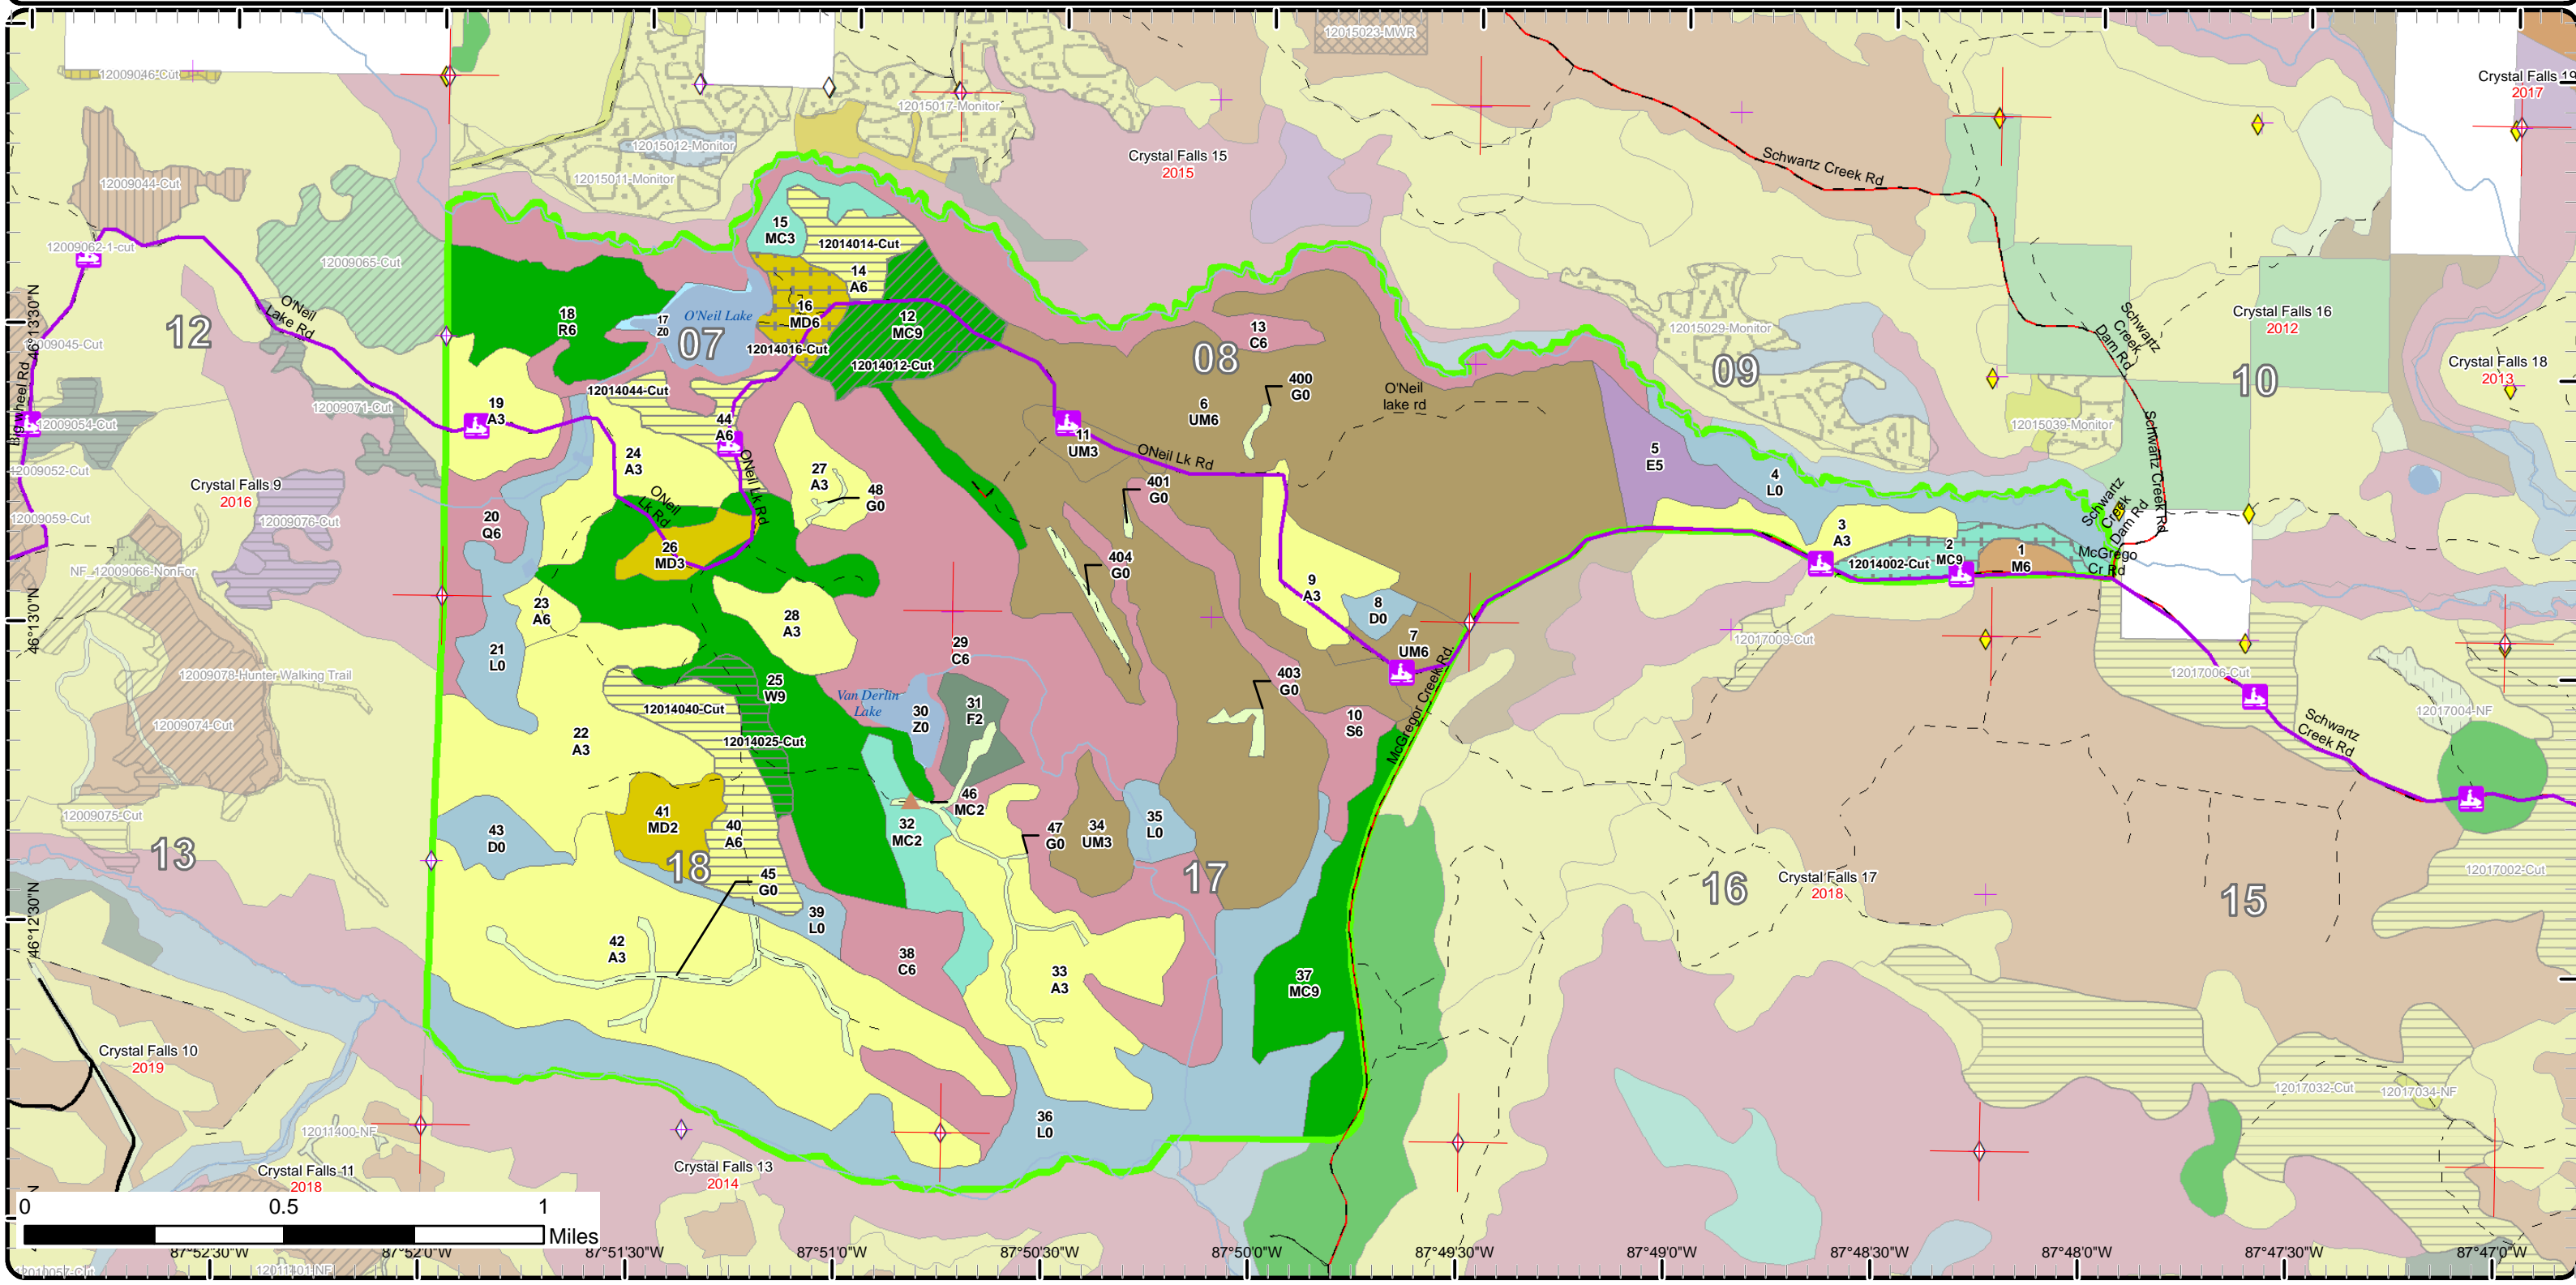 12015023-MWR
12009046-Cut
Crystal Falls 19
2017
12015017-Monitor
12015012-Monitor
Crystal Falls 15
2015
Schwartz Creek Rd
12015011-Monitor
12009044-Cut
12009062-1-cut
12009065-Cut
15
MC3
12014014-Cut
14
A6
46°13'30"N
O'Neil
Lake Rd
12
18
R6
17
Z0
O'Neil Lake
07
16
MD6
12014016-Cut
12
MC9
12014012-Cut
13
C6
08
12015029-Monitor
09
Schwartz
Creek
Dam Rd
Crystal Falls 16
2012
10
Crystal Falls 18
2013
12009045-Cut
Big wheel Rd
12009054-Cut
12009071-Cut
19
A3
12014044-Cut
44
A6
400
G0
O'Neil
lake rd
6
UM6
11
UM3
ONeil Lk Rd
12015039-Monitor
Schwartz Creek Rd
12009052-Cut
Crystal Falls 9
2016
24
A3
27
A3
48
G0
ONeil
Lk Rd
ONeil Lk Rd
401
G0
5
E5
4
L0
12009059-Cut
12009076-Cut
20
Q6
26
MD3
3
A3
2
MC9
12014002-Cut
1
M6
Schwartz
Creek
Dam Rd
McGrego
Cr Rd
NF_12009066-NonFor
404
G0
9
A3
8
D0
7
UM6
46°13'0"N
23
A6
28
A3
12017009-Cut
21
L0
29
C6
12009078-Hunter Walking Trail
25
W9
403
G0
12017006-Cut
12009074-Cut
12014040-Cut
Van Derlin
Lake
30
Z0
31
F2
10
S6
McGregor Creek Rd.
12017004-NF
22
A3
12014025-Cut
Schwartz
Creek Rd
12009075-Cut
13
43
D0
41
MD2
40
A6
18
46
MC2
32
MC2
47
G0
34
UM3
35
L0
17
45
G0
16
Crystal Falls 17
2018
15
12017002-Cut
46°12'30"N
42
A3
39
L0
38
C6
33
A3
37
MC9
Crystal Falls 10
2019
12017032-Cut
12017034-NF
36
L0
12011400-NF
Crystal Falls 11
2018
Crystal Falls 13
2014
0
0.5
1
Miles
87°52'30"W
87°52'0"W
87°51'30"W
87°51'0"W
87°50'30"W
87°50'0"W
87°49'30"W
87°49'0"W
87°48'30"W
87°48'0"W
87°47'30"W
87°47'0"W
12011401-NF